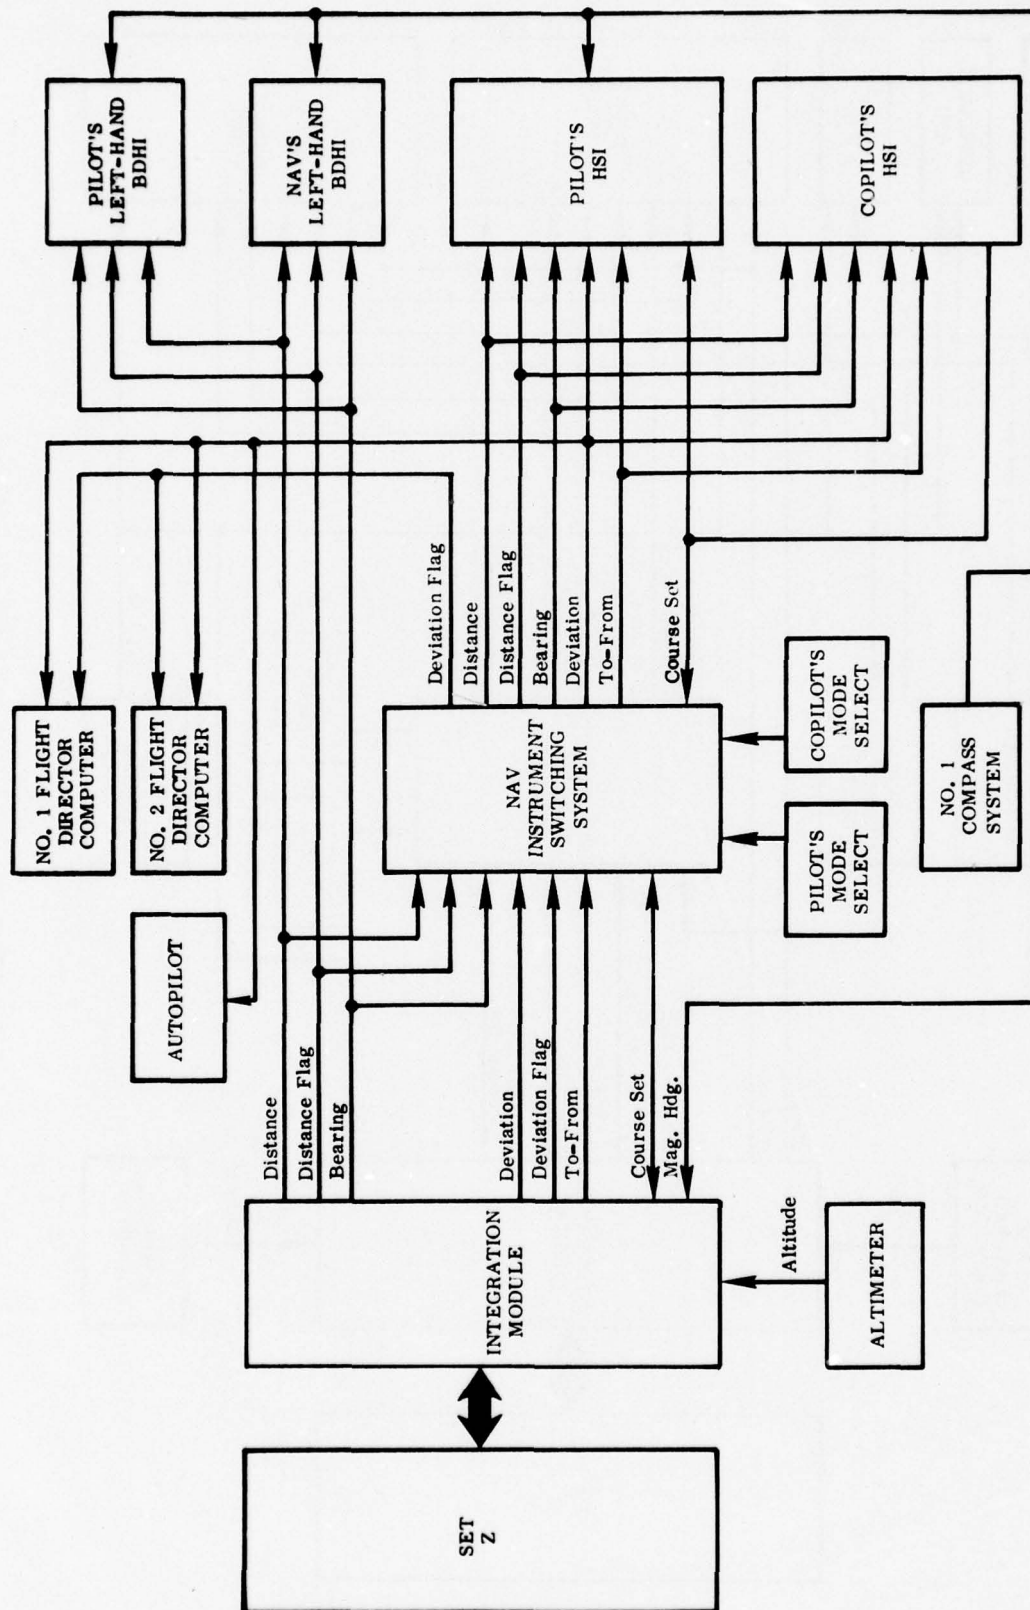 SET
Z
INTEGRATION
MODULE
ALTIMETER
Altitude
Distance
Distance Flag
Bearing
Deviation
Deviation Flag
To-From
Course Set
Mag. Hdg.
AUTOPILOT
NO. 1 FLIGHT
DIRECTOR
COMPUTER
NO. 2 FLIGHT
DIRECTOR
COMPUTER
NAV
INSTRUMENT
SWITCHING
SYSTEM
PILOT'S
MODE
SELECT
COPILOT'S
MODE
SELECT
NO. 1
COMPASS
SYSTEM
Deviation Flag
Distance
Distance Flag
Bearing
Deviation
To-From
Course Set
PILOT'S
LEFT-HAND
BDHI
NAV'S
LEFT-HAND
BDHI
PILOT'S
HSI
COPILOT'S
HSI